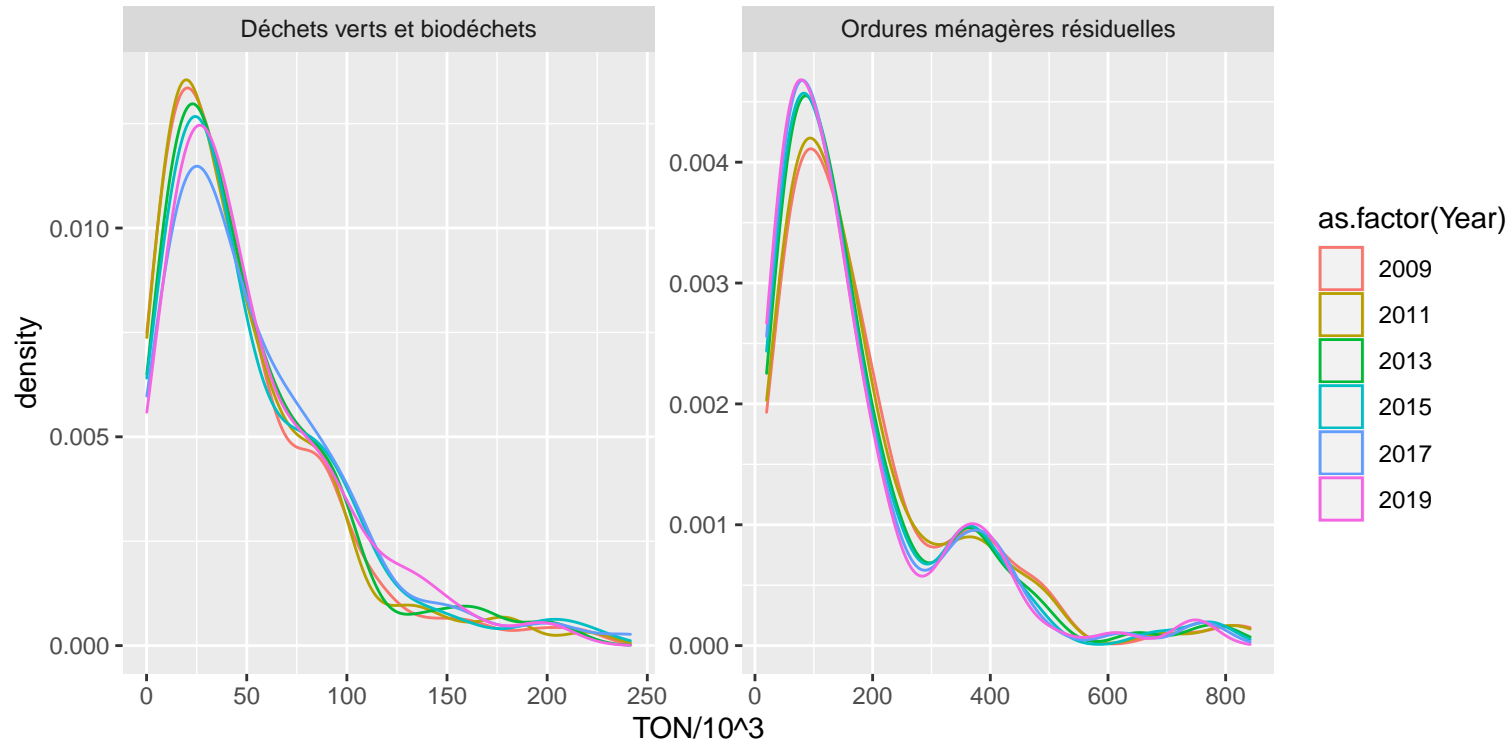 Déchets verts et biodéchets
Ordures ménagères résiduelles
density
0.010
0.005
0.000
0 50 100 150 200 250
0.004
0.003
0.002
0.001
0.000
0 200 400 600 800
TON/10^3
as.factor(Year)
2009
2011
2013
2015
2017
2019